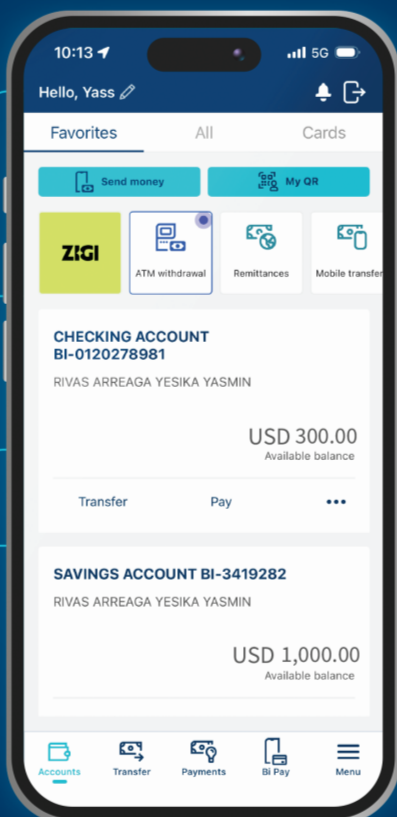 10:13
5G
Hello, Yass
Favorites
All
Cards
Send money
My QR
ZIGI
ATM withdrawal
Remittances
Mobile transfer
CHECKING ACCOUNT
BI-0120278981
RIVAS ARREAGA YESIKA YASMIN
USD 300.00
Available balance
Transfer
Pay
SAVINGS ACCOUNT BI-3419282
RIVAS ARREAGA YESIKA YASMIN
USD 1,000.00
Available balance
Accounts
Transfer
Payments
Bi Pay
Menu